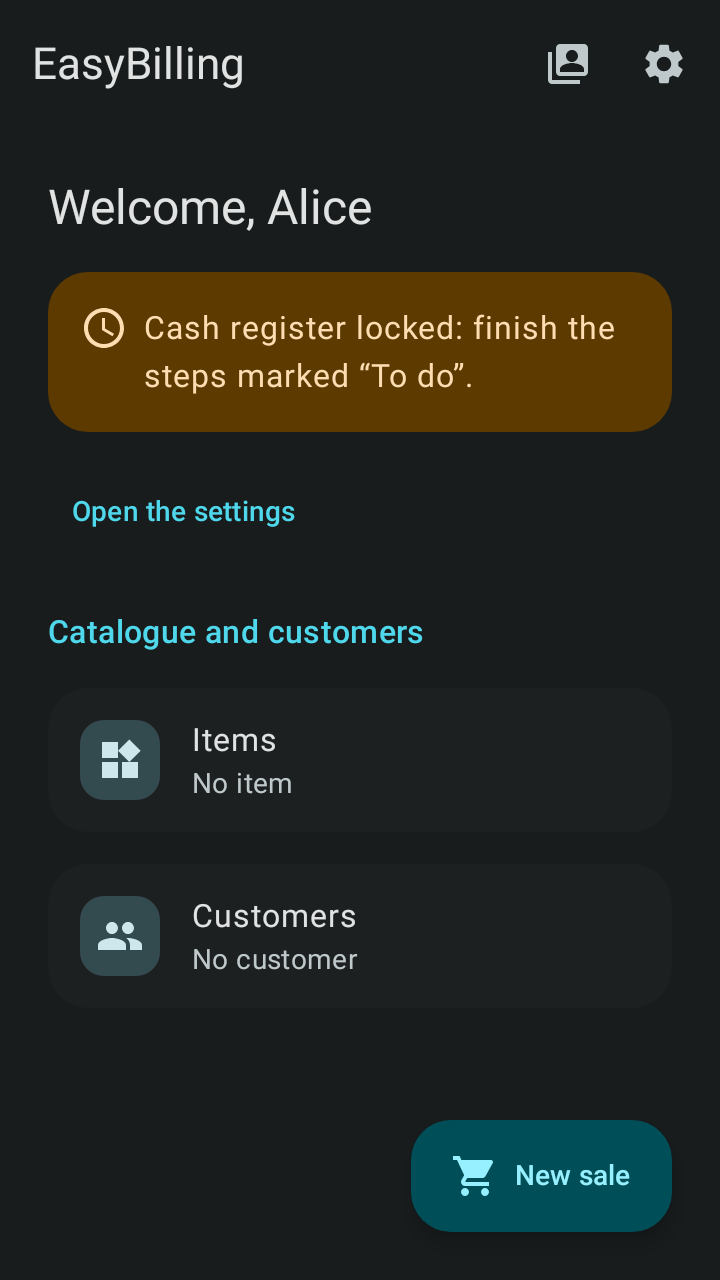 EasyBilling
Welcome, Alice
Cash register locked: finish the
steps marked “To do”.
Open the settings
Catalogue and customers
Items
No item
Customers
No customer
New sale